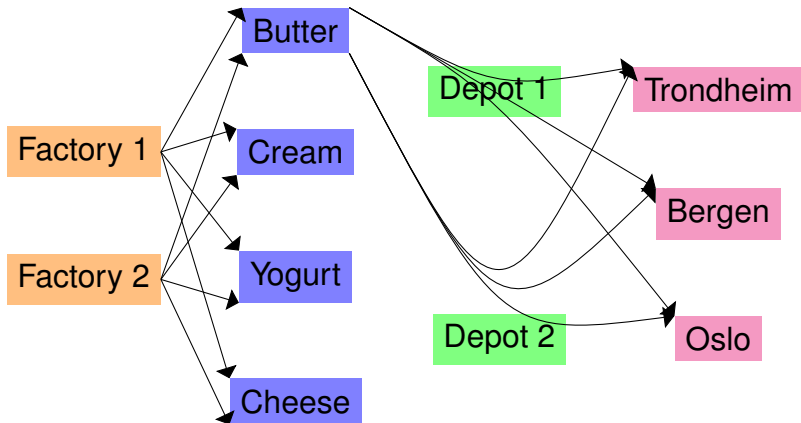 Factory 1
Factory 2
Butter
Cream
Yogurt
Cheese
Depot 1
Depot 2
Trondheim
Bergen
Oslo